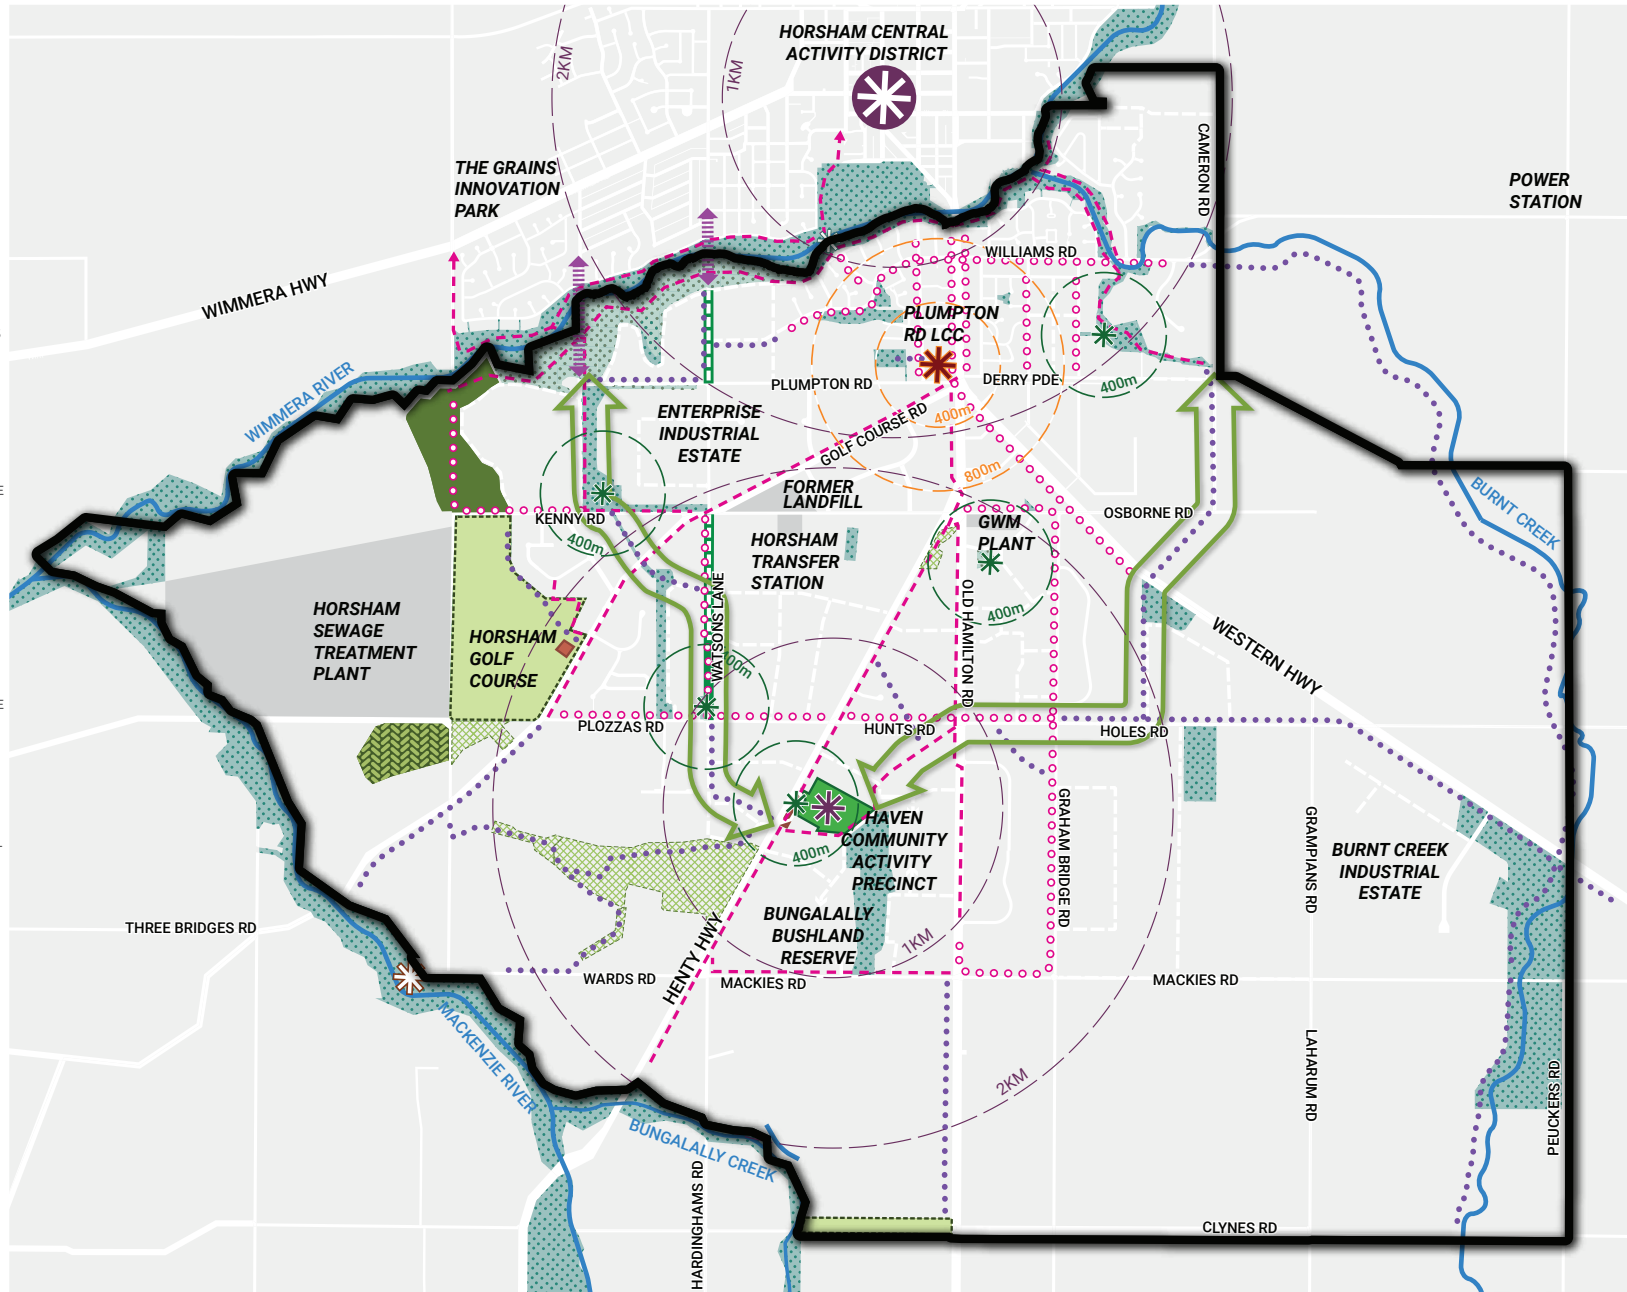 HORSHAM CENTRAL
ACTIVITY DISTRICT
2KM
1KM
CAMERON RD
THE GRAINS
INNOVATION
PARK
POWER
STATION
WIMMERA HWY
WILLIAMS RD
PLUMPTON
RD LCC
WIMMERA RIVER
PLUMPTON RD
DERRY PDE
400m
400m
GOLF COURSE RD
ENTERPRISE
INDUSTRIAL
ESTATE
800m
FORMER
LANDFILL
BURNT CREEK
KENNY RD
400m
OSBORNE RD
GWM
PLANT
HORSHAM
TRANSFER
STATION
WATSONS LANE
OLD HAMILTON RD
400m
HORSHAM
SEWAGE
TREATMENT
PLANT
HORSHAM
GOLF
COURSE
WESTERN HWY
PLOZZAS RD
HUNTS RD
HOLES RD
HAVEN
COMMUNITY
ACTIVITY
PRECINCT
400m
GRAHAM BRIDGE RD
GRAMPIANS RD
BURNT CREEK
INDUSTRIAL
ESTATE
THREE BRIDGES RD
BUNGALALLY
BUSHLAND
RESERVE
1KM
HENTY HWY
WARDS RD
MACKIES RD
MACKIES RD
MACKENZIE RIVER
2KM
LAHARUM RD
PEUCKERS RD
BUNGALALLY CREEK
HARDINGHAMS RD
CLYNES RD